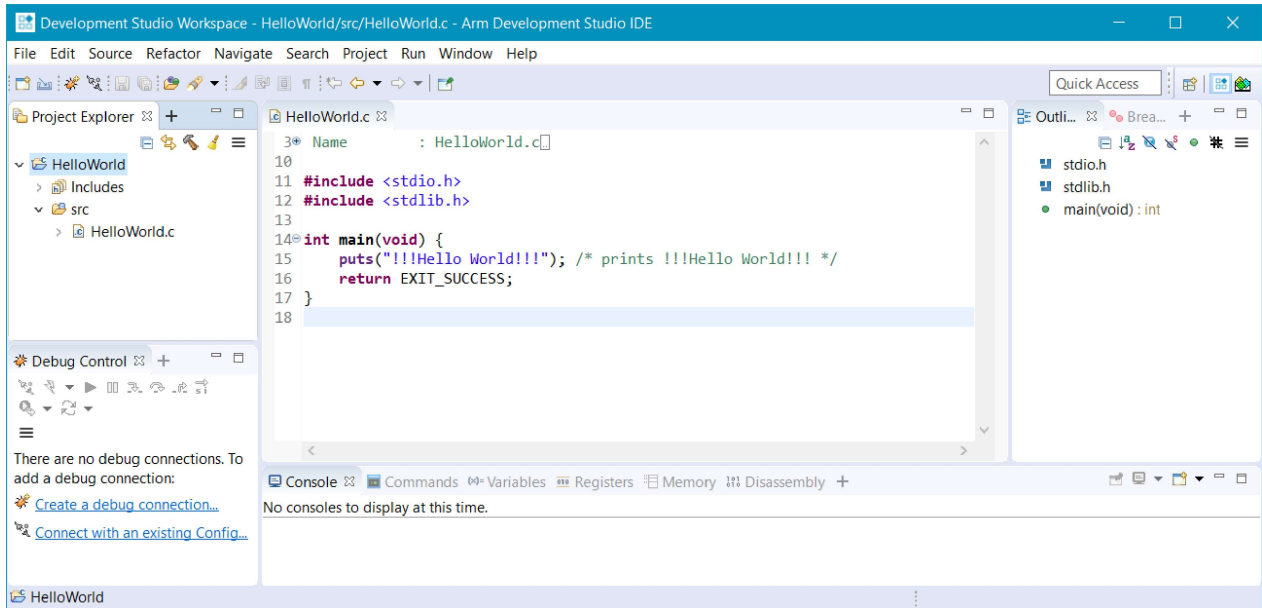 Development Studio Workspace - HelloWorld/src/HelloWorld.c - Arm Development Studio IDE
File Edit Source Refactor Navigate Search Project Run Window Help
Quick Access
Project Explorer
HelloWorld
Includes
src
HelloWorld.c
HelloWorld.c
3 Name : HelloWorld.c
10
11 #include <stdio.h>
12 #include <stdlib.h>
13
14 int main(void) {
15 puts("!!!Hello World!!!"); /* prints !!!Hello World!!! */
16 return EXIT_SUCCESS;
17 }
18
Outli... Brea...
stdio.h
stdlib.h
main(void) : int
Debug Control
There are no debug connections. To
add a debug connection:
Create a debug connection...
Connect with an existing Config...
Console Commands Variables Registers Memory Disassembly
No consoles to display at this time.
HelloWorld